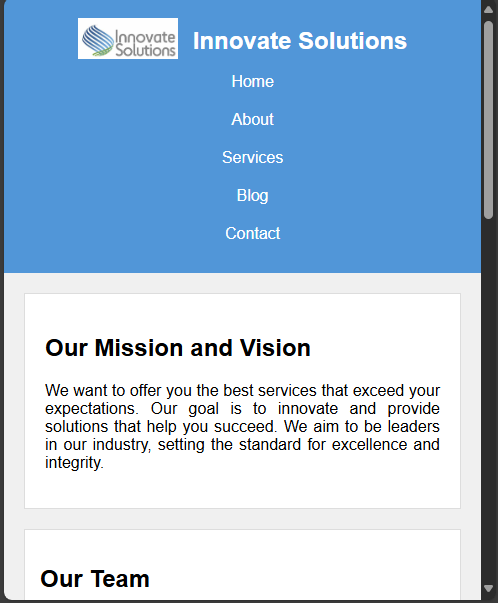 Innovate
Solutions
Innovate Solutions
Home
About
Services
Blog
Contact
Our Mission and Vision
We want to offer you the best services that exceed your
expectations. Our goal is to innovate and provide
solutions that help you succeed. We aim to be leaders
in our industry, setting the standard for excellence and
integrity.
Our Team